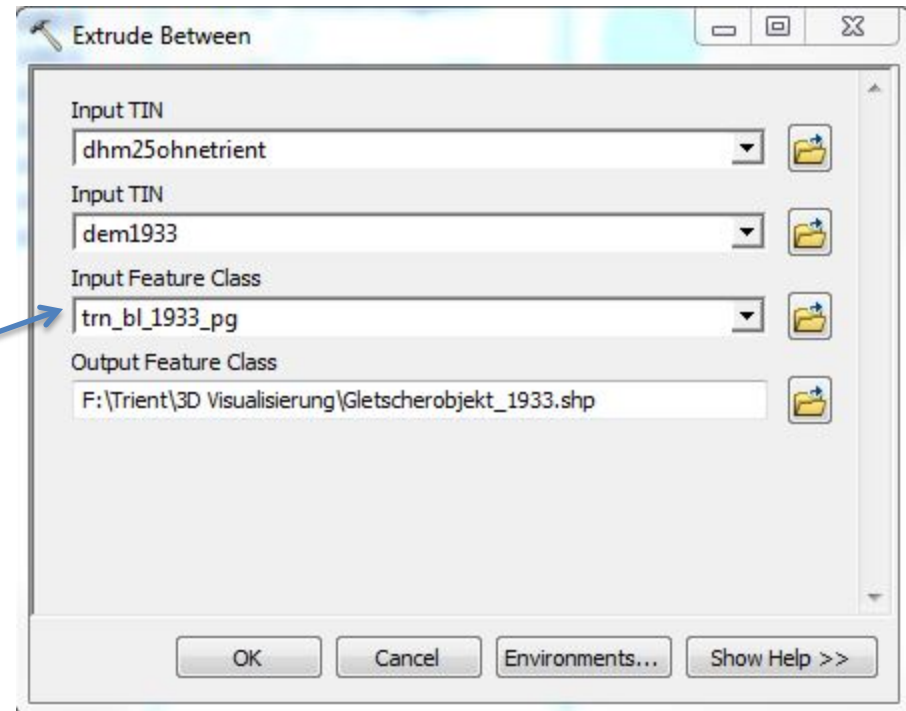 Extrude Between
Input TIN
dhm25ohnetrient
Input TIN
dem1933
Input Feature Class
trn_bl_1933_pg
Output Feature Class
F:\Trient\3D Visualisierung\Gletscherobjekt_1933.shp
OK Cancel Environments... Show Help >>